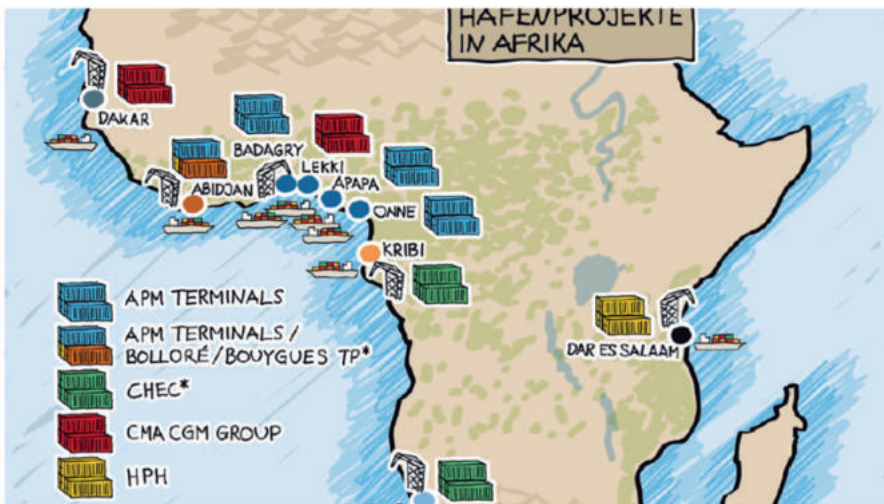 HAFENPROJEKTE
IN AFRIKA
DAKAR
BADAGRY
LEKKI
ABIDJAN
APAPA
ONNE
KRIBI
DAR ES SALAAM
APM TERMINALS
APM TERMINALS /
BOLLORÉ/BOUYGUES TP*
CHEC*
CMA CGM GROUP
HPH